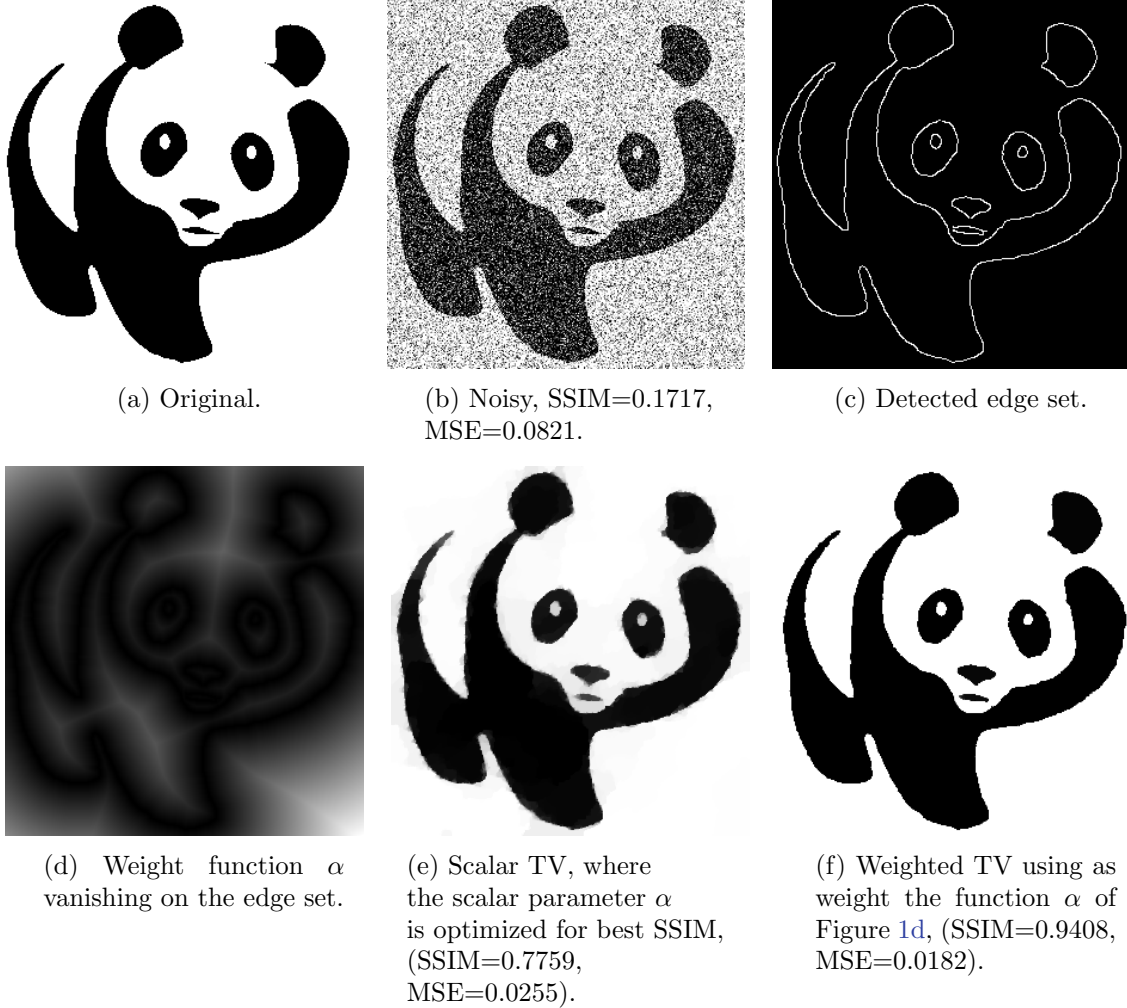 (a) Original.
(b) Noisy, SSIM=0.1717,
MSE=0.0821.
(c) Detected edge set.
(d) Weight function α
vanishing on the edge set.
(e) Scalar TV, where
the scalar parameter α
is optimized for best SSIM,
(SSIM=0.7759,
MSE=0.0255).
(f) Weighted TV using as
weight the function α of
Figure 1d, (SSIM=0.9408,
MSE=0.0182).